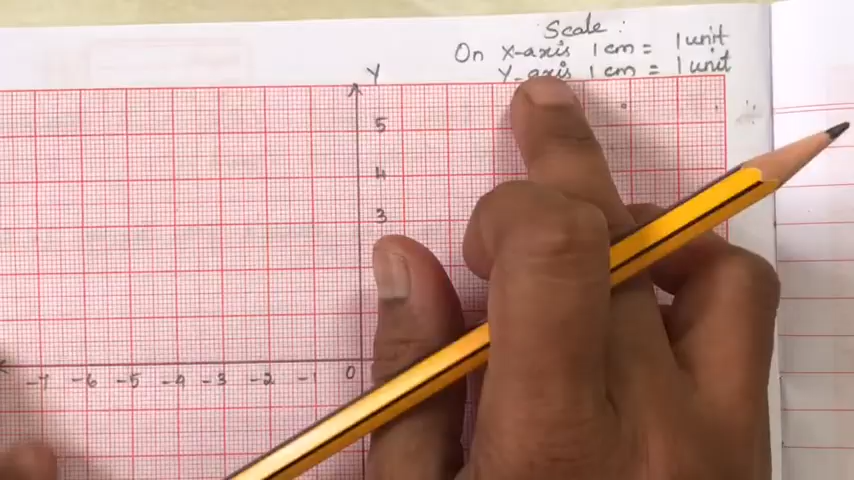 Scale :
On X-axis 1 cm = 1 unit
Y-axis 1 cm = 1 unit
Y
5
4
3
-7 -6 -5 -4 -3 -2 -1 0